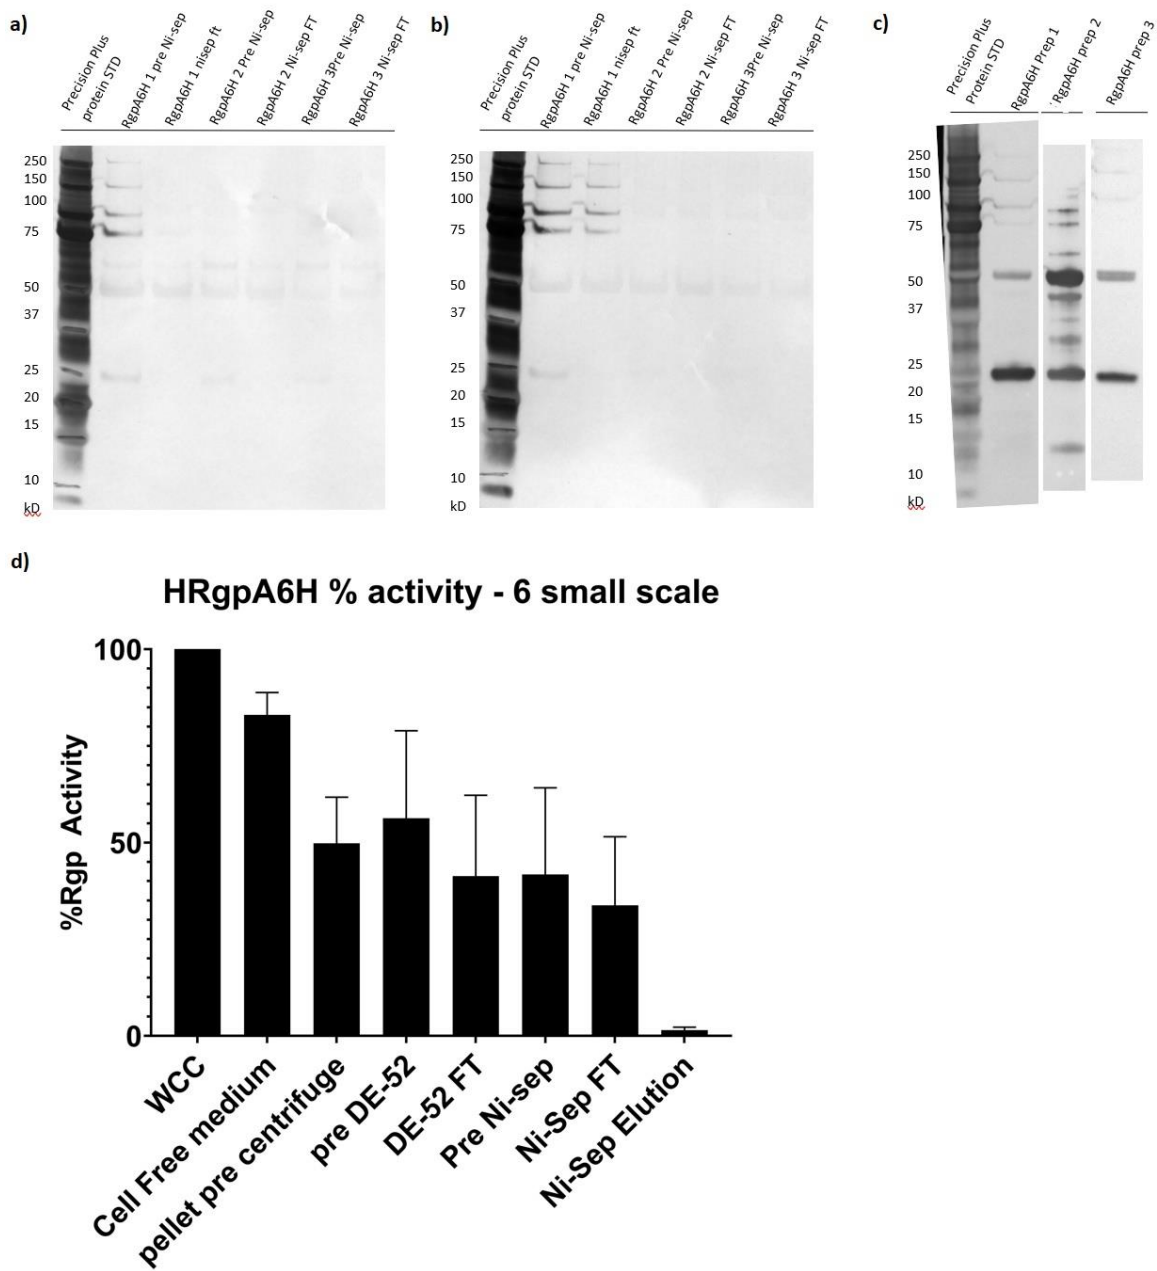 a)
Precision Plus
protein STD
RgpA6H 1 pre Ni-sep
RgpA6H 1 nisep ft
RgpA6H 2 Pre Ni-sep
RgpA6H 2 Ni-sep FT
RgpA6H 3Pre Ni-sep
RgpA6H 3 Ni-sep FT
250
150
100
75
50
37
25
20
15
10
kD
b)
Precision Plus
protein STD
RgpA6H 1 pre Ni-sep
RgpA6H 1 nisep ft
RgpA6H 2 Pre Ni-sep
RgpA6H 2 Ni-sep FT
RgpA6H 3Pre Ni-sep
RgpA6H 3 Ni-sep FT
250
150
100
75
50
37
25
20
15
10
kD
c)
Precision Plus
Protein STD
RgpA6H Prep 1
RgpA6H prep 2
RgpA6H prep 3
250
150
100
75
50
37
25
20
15
10
kD
d)
HRgpA6H % activity - 6 small scale
%Rgp Activity
100
50
0
WCC
Cell Free medium
pellet pre centrifuge
pre DE-52
DE-52 FT
Pre Ni-sep
Ni-Sep FT
Ni-Sep Elution